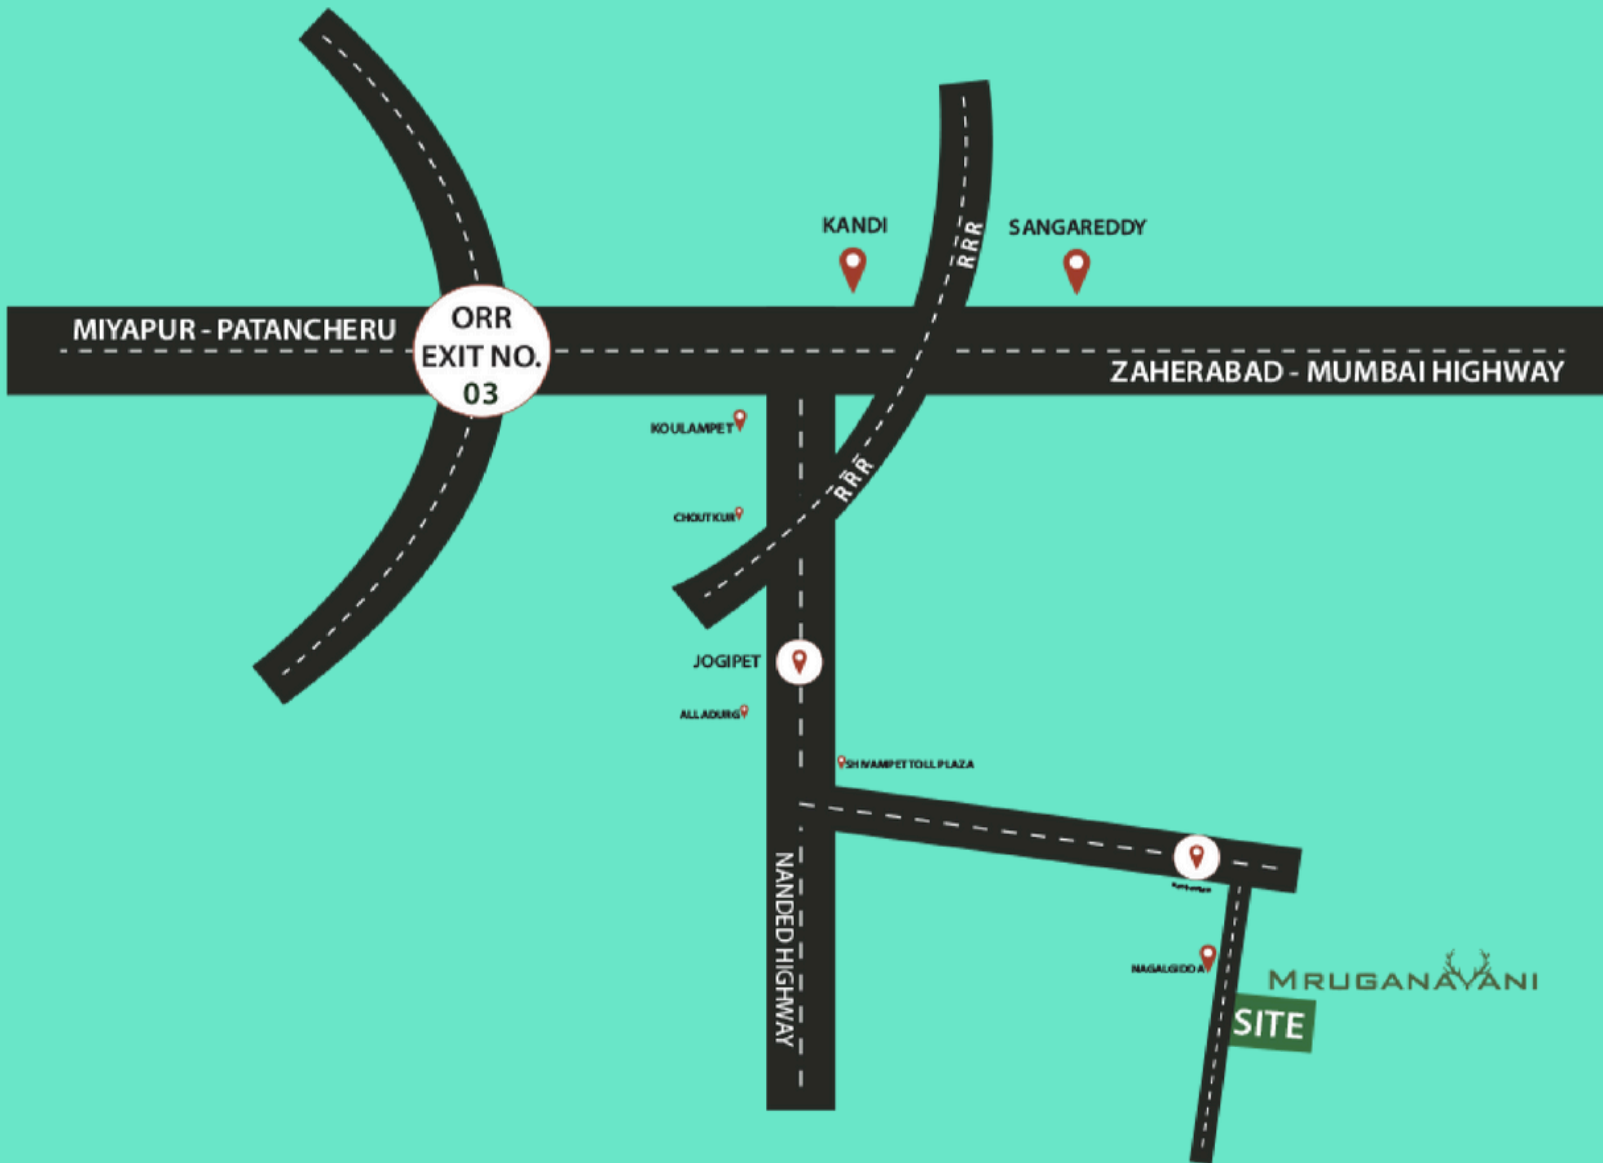 KANDI
SANGAREDDY
RRR
MIYAPUR - PATANCHERU
ORR
EXIT NO.
03
ZAHERABAD - MUMBAI HIGHWAY
KOULAMPET
RRR
CHOUTKUR
JOGIPET
ALLADURG
SHIVAMPET TOLL PLAZA
NANDED HIGHWAY
NAGALGIDDA
MRUGANAYANI
SITE